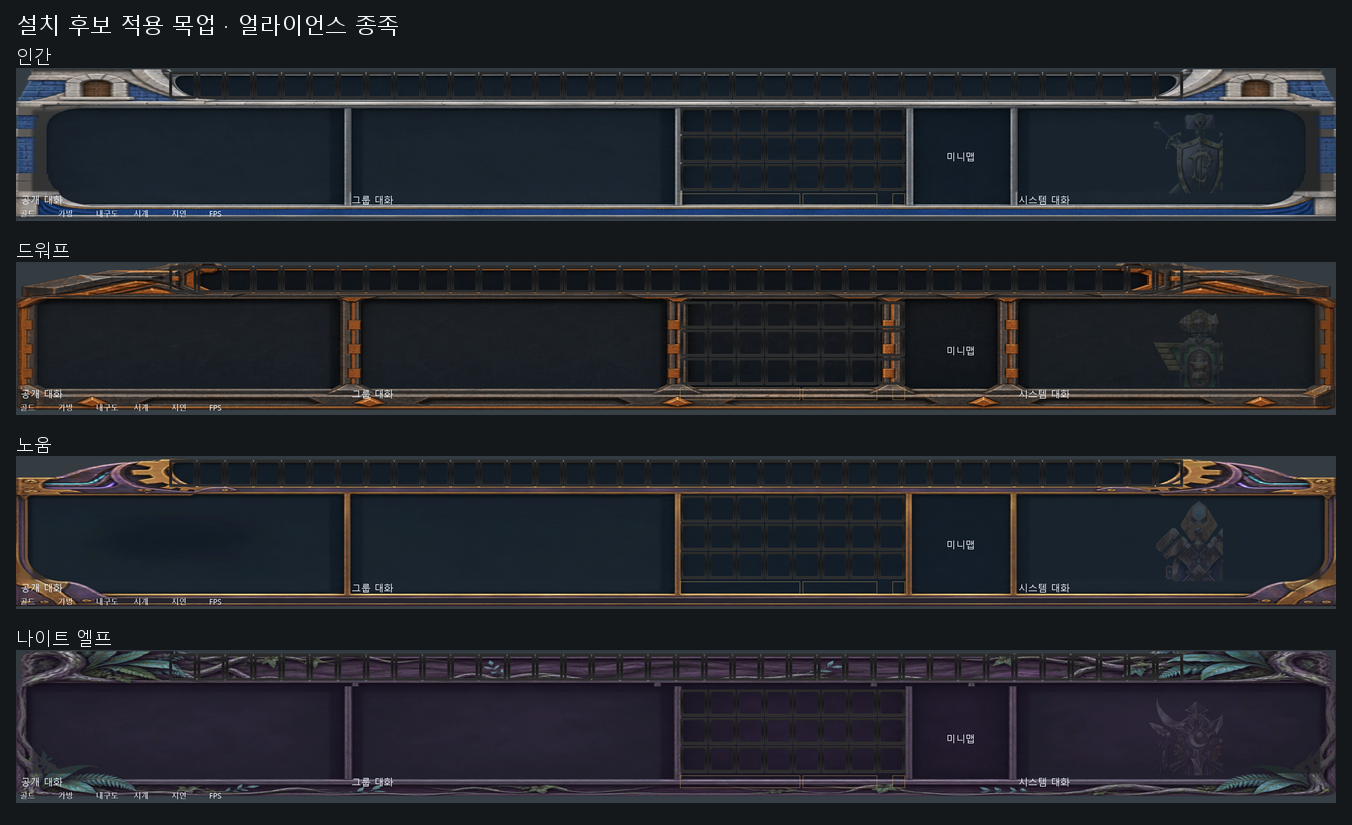 설치 후보 적용 목업 · 얼라이언스 종족
인간
미니맵
공개 대화 그룹 대화 시스템 대화
골드 가방 내구도 시계 지연 FPS
드워프
미니맵
공개 대화 그룹 대화 시스템 대화
골드 가방 내구도 시계 지연 FPS
노움
미니맵
공개 대화 그룹 대화 시스템 대화
골드 가방 내구도 시계 지연 FPS
나이트 엘프
미니맵
공개 대화 그룹 대화 시스템 대화
골드 가방 내구도 시계 지연 FPS